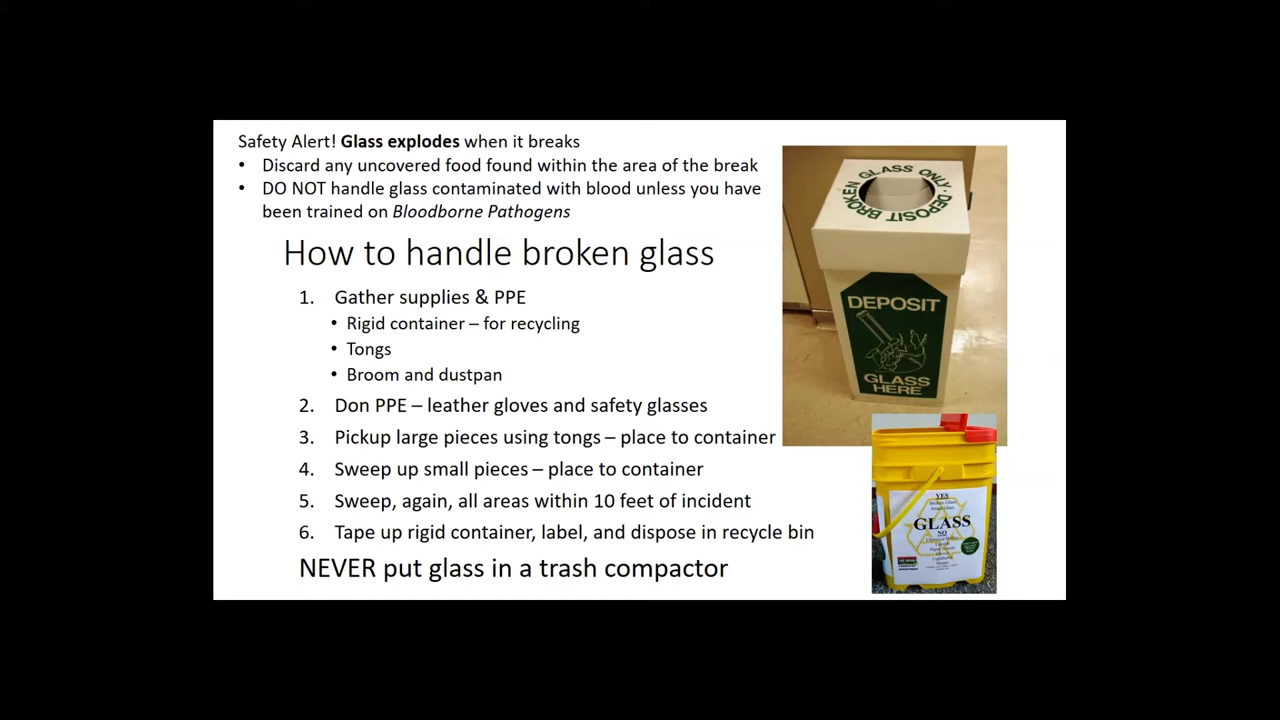 Safety Alert! Glass explodes when it breaks
• Discard any uncovered food found within the area of the break
• DO NOT handle glass contaminated with blood unless you have
been trained on Bloodborne Pathogens
How to handle broken glass
1. Gather supplies & PPE
• Rigid container – for recycling
• Tongs
• Broom and dustpan
2. Don PPE – leather gloves and safety glasses
3. Pickup large pieces using tongs – place to container
4. Sweep up small pieces – place to container
5. Sweep, again, all areas within 10 feet of incident
6. Tape up rigid container, label, and dispose in recycle bin
NEVER put glass in a trash compactor
DEPOSIT BROKEN GLASS ONLY
DEPOSIT
GLASS
HERE
YES
GLASS
NO